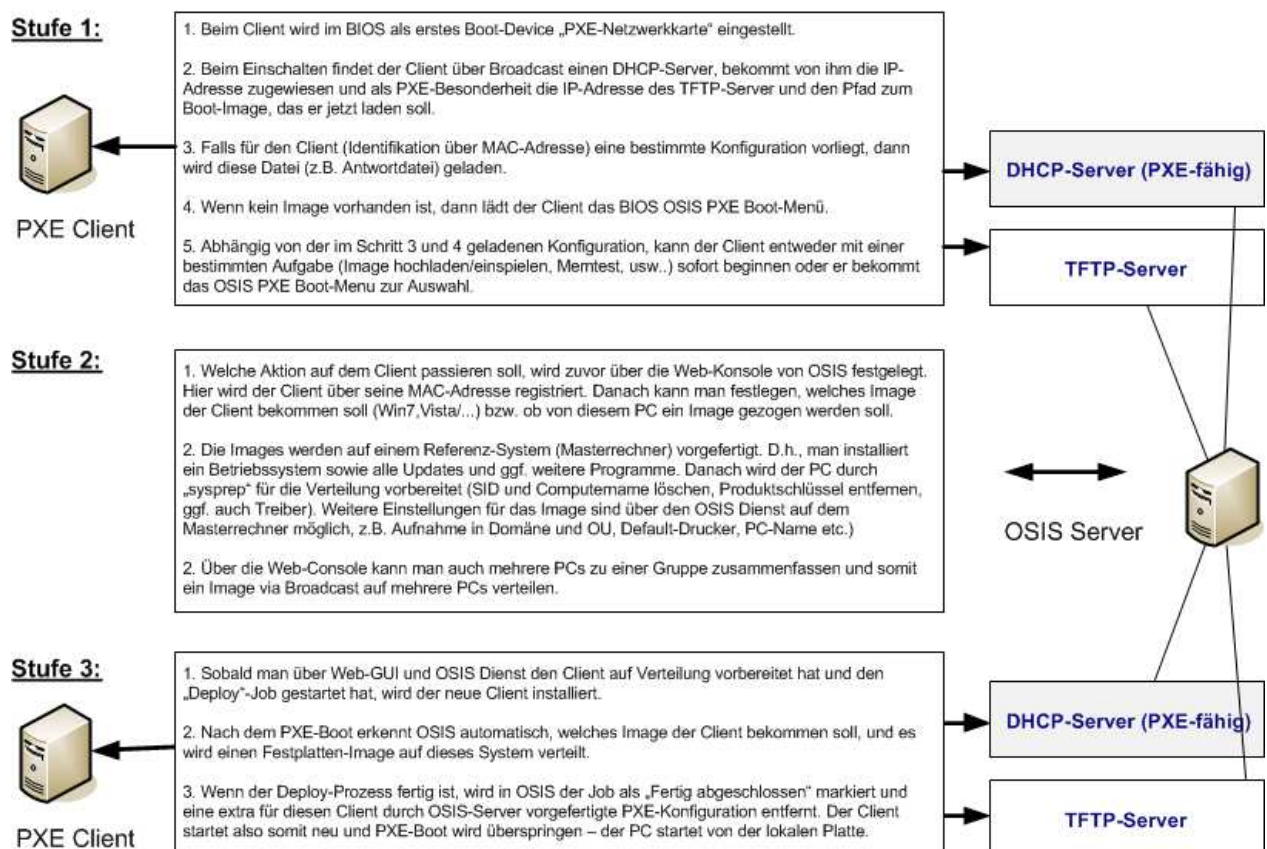 Stufe 1:
1. Beim Client wird im BIOS als erstes Boot-Device „PXE-Netzwerkkarte“ eingestellt.
2. Beim Einschalten findet der Client über Broadcast einen DHCP-Server, bekommt von ihm die IP-
Adresse zugewiesen und als PXE-Besonderheit die IP-Adresse des TFTP-Server und den Pfad zum
Boot-Image, das er jetzt laden soll.
3. Falls für den Client (Identifikation über MAC-Adresse) eine bestimmte Konfiguration vorliegt, dann
wird diese Datei (z.B. Antwortdatei) geladen.
4. Wenn kein Image vorhanden ist, dann lädt der Client das BIOS OSIS PXE Boot-Menü.
5. Abhängig von der im Schritt 3 und 4 geladenen Konfiguration, kann der Client entweder mit einer
bestimmten Aufgabe (Image hochladen/einspielen, Memtest, usw..) sofort beginnen oder er bekommt
das OSIS PXE Boot-Menu zur Auswahl.
PXE Client
DHCP-Server (PXE-fähig)
TFTP-Server
Stufe 2:
1. Welche Aktion auf dem Client passieren soll, wird zuvor über die Web-Konsole von OSIS festgelegt.
Hier wird der Client über seine MAC-Adresse registriert. Danach kann man festlegen, welches Image
der Client bekommen soll (Win7,Vista/...) bzw. ob von diesem PC ein Image gezogen werden soll.
2. Die Images werden auf einem Referenz-System (Masterrechner) vorgefertigt. D.h., man installiert
ein Betriebssystem sowie alle Updates und ggf. weitere Programme. Danach wird der PC durch
„sysprep“ für die Verteilung vorbereitet (SID und Computername löschen, Produktschlüssel entfernen,
ggf. auch Treiber). Weitere Einstellungen für das Image sind über den OSIS Dienst auf dem
Masterrechner möglich, z.B. Aufnahme in Domäne und OU, Default-Drucker, PC-Name etc.)
2. Über die Web-Console kann man auch mehrere PCs zu einer Gruppe zusammenfassen und somit
ein Image via Broadcast auf mehrere PCs verteilen.
OSIS Server
Stufe 3:
1. Sobald man über Web-GUI und OSIS Dienst den Client auf Verteilung vorbereitet hat und den
„Deploy“-Job gestartet hat, wird der neue Client installiert.
2. Nach dem PXE-Boot erkennt OSIS automatisch, welches Image der Client bekommen soll, und es
wird einen Festplatten-Image auf dieses System verteilt.
3. Wenn der Deploy-Prozess fertig ist, wird in OSIS der Job als „Fertig abgeschlossen“ markiert und
eine extra für diesen Client durch OSIS-Server vorgefertigte PXE-Konfiguration entfernt. Der Client
startet also somit neu und PXE-Boot wird überspringen – der PC startet von der lokalen Platte.
PXE Client
DHCP-Server (PXE-fähig)
TFTP-Server